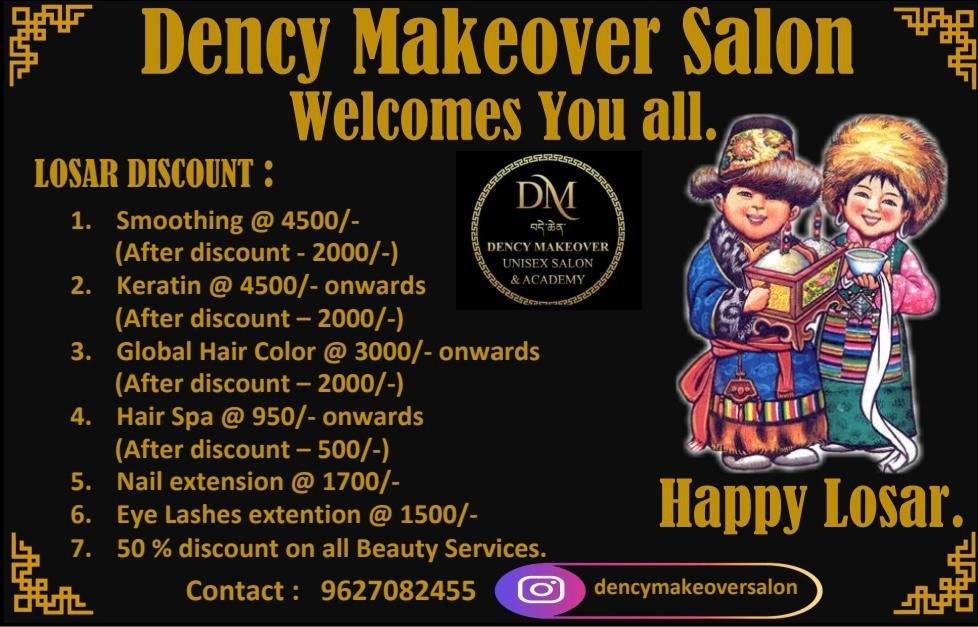 Dency Makeover Salon
Welcomes You all.
LOSAR DISCOUNT :
1. Smoothing @ 4500/-
(After discount - 2000/-)
2. Keratin @ 4500/- onwards
(After discount – 2000/-)
3. Global Hair Color @ 3000/- onwards
(After discount – 2000/-)
4. Hair Spa @ 950/- onwards
(After discount – 500/-)
5. Nail extension @ 1700/-
6. Eye Lashes extention @ 1500/-
7. 50 % discount on all Beauty Services.
DM
བདེ་ཆེན་
DENCY MAKEOVER
UNISEX SALON
& ACADEMY
Happy Losar.
Contact : 9627082455
dencymakeoversalon